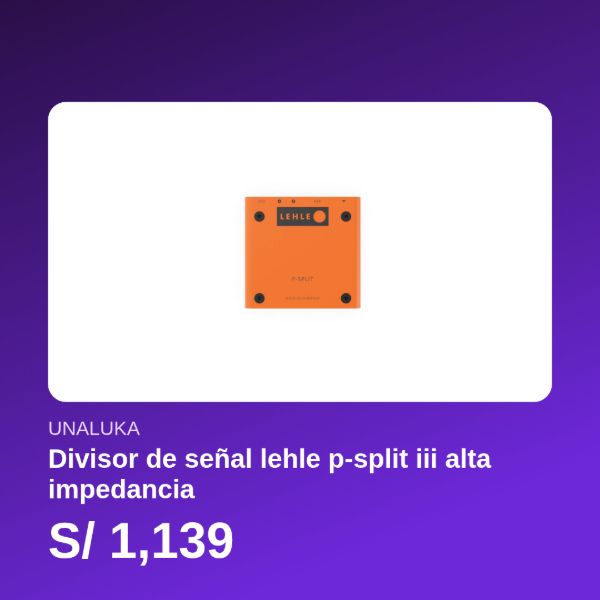 LEHLE
P-SPLIT
UNALUKA
Divisor de señal lehle p-split iii alta
impedancia
S/ 1,139